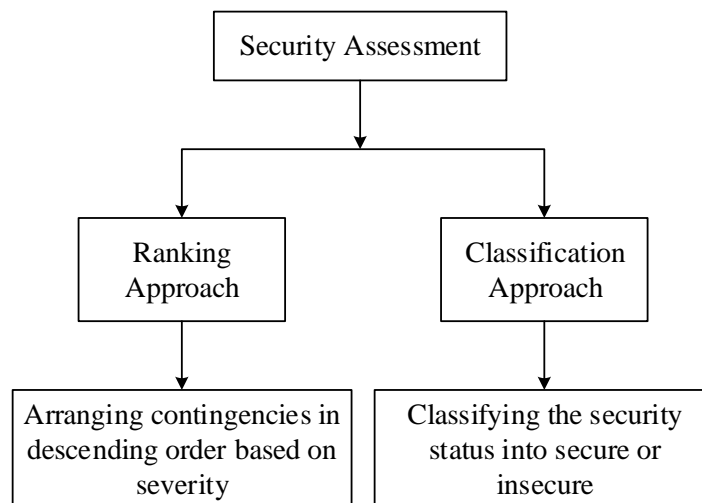 Security Assessment
Ranking
Approach
Classification
Approach
Arranging contingencies in
descending order based on
severity
Classifying the security
status into secure or
insecure